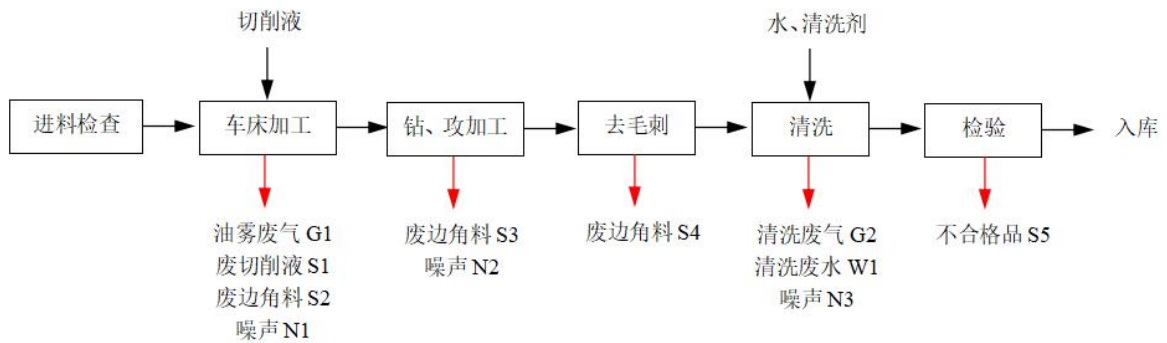 切削液
水、清洗剂
进料检查
车床加工
钻、攻加工
去毛刺
清洗
检验
入库
油雾废气 G1
废切削液 S1
废边角料 S2
噪声 N1
废边角料 S3
噪声 N2
废边角料 S4
清洗废气 G2
清洗废水 W1
噪声 N3
不合格品 S5